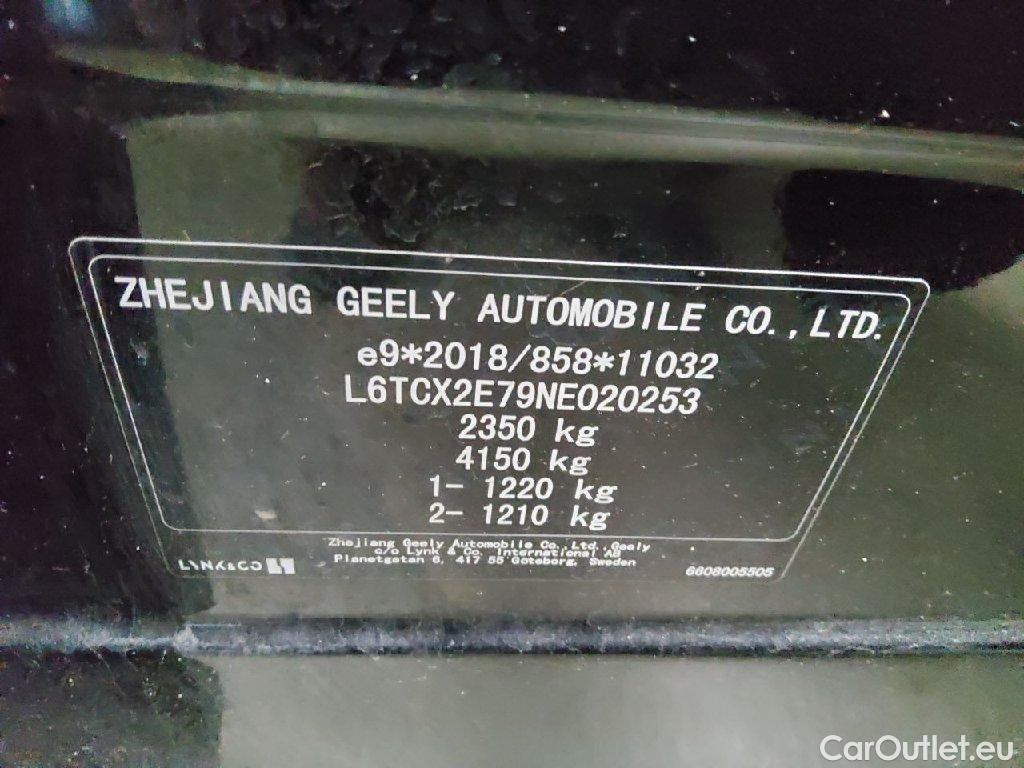 ZHEJIANG GEELY AUTOMOBILE CO.,LTD.
e9*2018/858*11032
L6TCX2E79NE020253
2350 kg
4150 kg
1- 1220 kg
2- 1210 kg
Zhejiang Geely Automobile Co., Ltd., Geely
c/o Lynk & Co. International AB
Planetgatan 6, 417 55 Göteborg, Sweden
LYNK&CO
6608005505
CarOutlet.eu